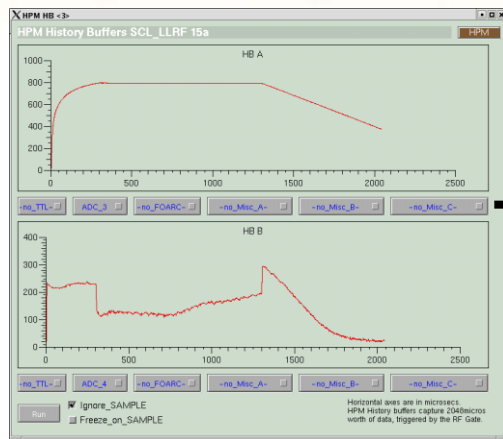 HPM HB <3>
HPM History Buffers SCL_LLRF 15a
HPM
HB A
1000
800
600
400
200
0
0 500 1000 1500 2000 2500
-no_TTL- ADC_3 -no_FOARC- -no_Misc_A- -no_Misc_B- -no_Misc_C-
HB B
400
300
200
100
0
0 500 1000 1500 2000 2500
-no_TTL- ADC_4 -no_FOARC- -no_Misc_A- -no_Misc_B- -no_Misc_C-
Run
Ignore_SAMPLE
Freeze_on_SAMPLE
Horizontal axes are in microsecs.
HPM History buffers capture 2048micros
worth of data, triggered by the RF Gate.